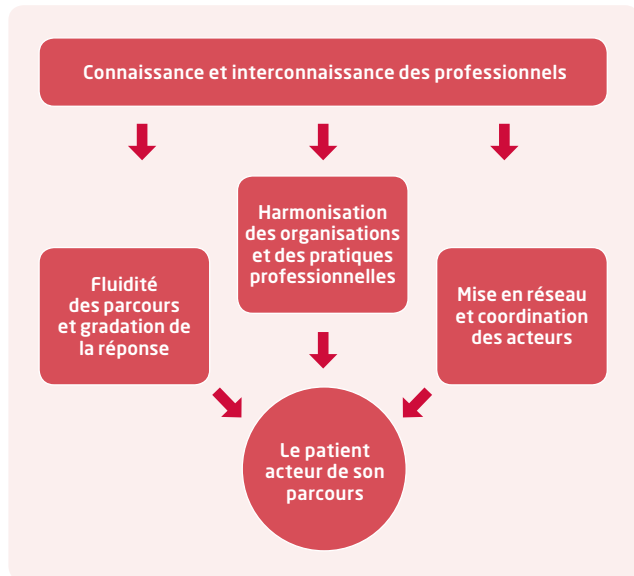 Connaissance et interconnaissance des professionnels
Harmonisation
des organisations
et des pratiques
professionnelles
Fluidité
des parcours
et gradation de
la réponse
Mise en réseau
et coordination
des acteurs
Le patient
acteur de son
parcours